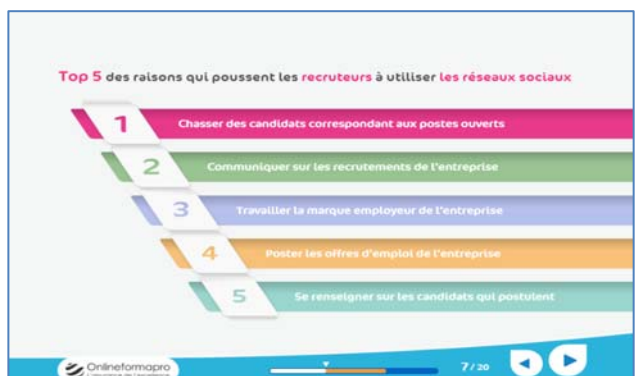 Top 5 des raisons qui poussent les recruteurs à utiliser les réseaux sociaux
1 Chasser des candidats correspondant aux postes ouverts
2 Communiquer sur les recrutements de l'entreprise
3 Travailler la marque employeur de l'entreprise
4 Poster les offres d'emploi de l'entreprise
5 Se renseigner sur les candidats qui postulent
Onlineformapro
7/20